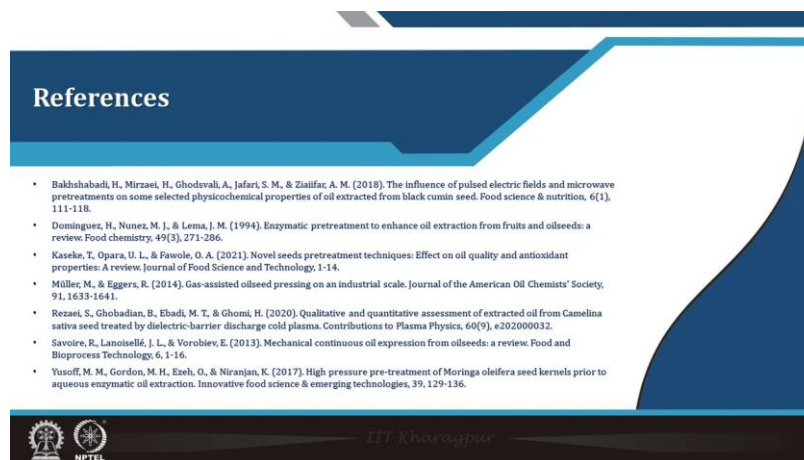 References
• Bakhshabadi, H., Mirzaei, H., Ghodsvali, A., Jafari, S. M., & Ziaiifar, A. M. (2018). The influence of pulsed electric fields and microwave
pretreatments on some selected physicochemical properties of oil extracted from black cumin seed. Food science & nutrition, 6(1),
111-118.
• Dominguez, H., Nunez, M. J., & Lema, J. M. (1994). Enzymatic pretreatment to enhance oil extraction from fruits and oilseeds: a
review. Food chemistry, 49(3), 271-286.
• Kaseke, T., Opara, U. L., & Fawole, O. A. (2021). Novel seeds pretreatment techniques: Effect on oil quality and antioxidant
properties: A review. Journal of Food Science and Technology, 1-14.
• Müller, M., & Eggers, R. (2014). Gas-assisted oilseed pressing on an industrial scale. Journal of the American Oil Chemists' Society,
91, 1633-1641.
• Rezaei, S., Ghobadian, B., Ebadi, M. T., & Ghomi, H. (2020). Qualitative and quantitative assessment of extracted oil from Camelina
sativa seed treated by dielectric-barrier discharge cold plasma. Contributions to Plasma Physics, 60(9), e202000032.
• Savoire, R., Lanoisellé, J. L., & Vorobiev, E. (2013). Mechanical continuous oil expression from oilseeds: a review. Food and
Bioprocess Technology, 6, 1-16.
• Yusoff, M. M., Gordon, M. H., Ezeh, O., & Niranjan, K. (2017). High pressure pre-treatment of Moringa oleifera seed kernels prior to
aqueous enzymatic oil extraction. Innovative food science & emerging technologies, 39, 129-136.
IIT Kharagpur
NPTEL